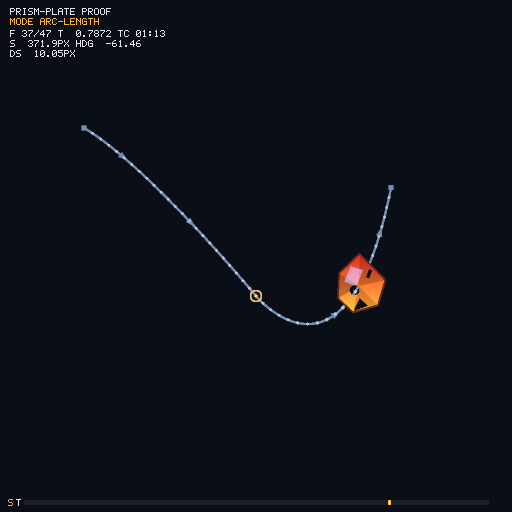 PRISM-PLATE PROOF
MODE ARC-LENGTH
F 37/47 T  0.7872 TC 01:13
S  371.9PX HDG  -61.46
DS  10.05PX
ST